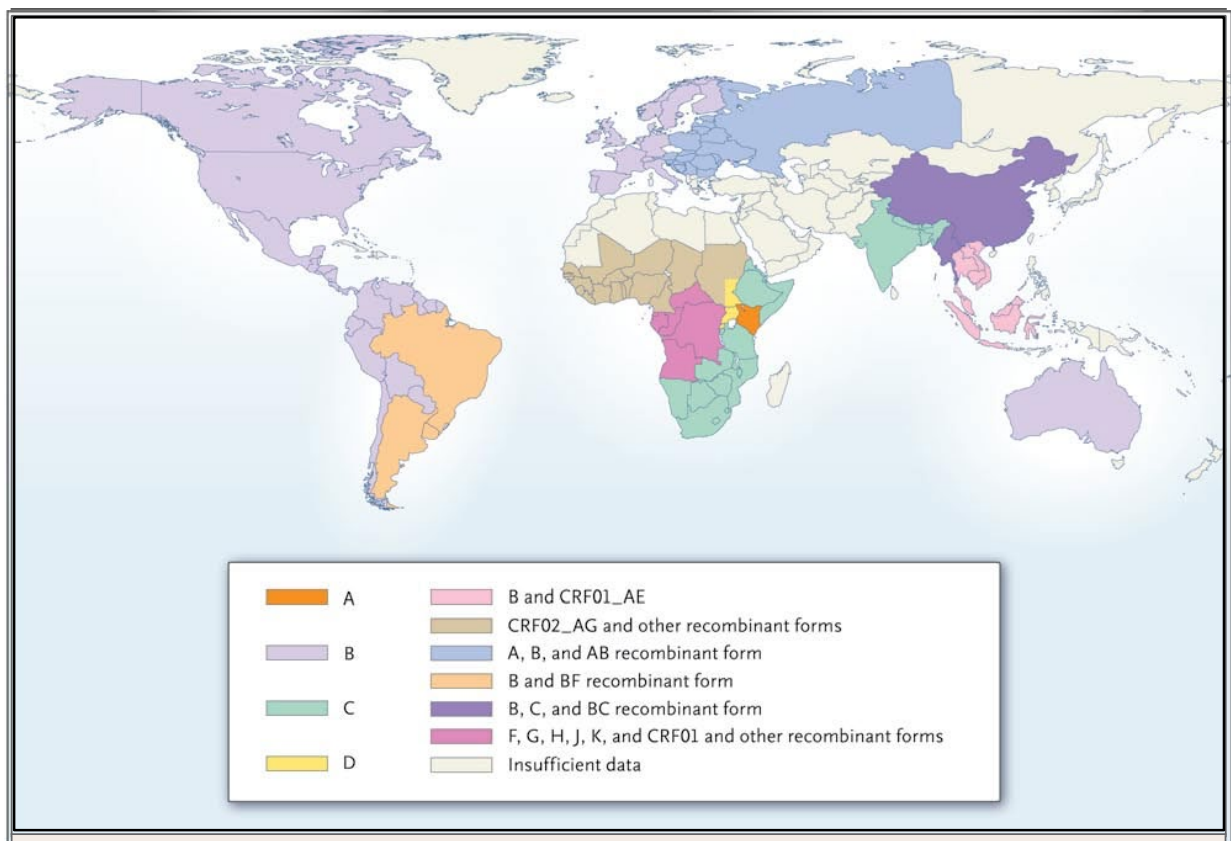 A
B
C
D
B and CRF01_AE
CRF02_AG and other recombinant forms
A, B, and AB recombinant form
B and BF recombinant form
B, C, and BC recombinant form
F, G, H, J, K, and CRF01 and other recombinant forms
Insufficient data